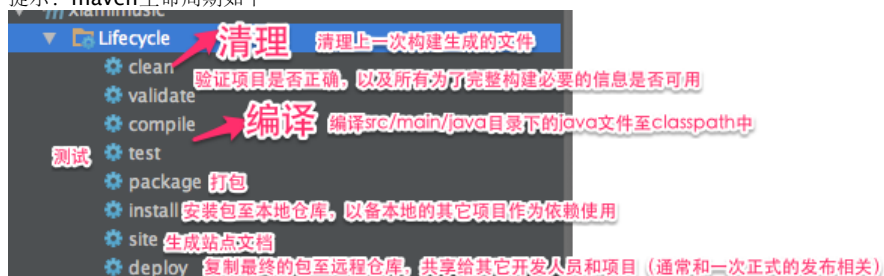 提示：maven生命周期如下
xiamimusic
Lifecycle 清理 清理上一次构建生成的文件
clean
验证项目是否正确，以及所有为了完整构建必要的信息是否可用
validate
compile 编译 编译src/main/java目录下的java文件至classpath中
测试 test
package 打包
install 安装包至本地仓库，以备本地的其它项目作为依赖使用
site 生成站点文档
deploy 复制最终的包至远程仓库，共享给其它开发人员和项目（通常和一次正式的发布相关）